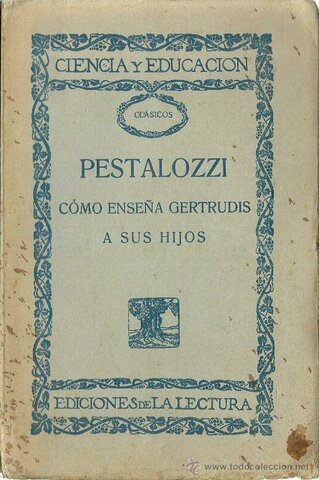 CIENCIA Y EDUCACION
CLÁSICOS
PESTALOZZI
CÓMO ENSEÑA GERTRUDIS
A SUS HIJOS
EDICIONES DE LA LECTURA
www.todocoleccion.net